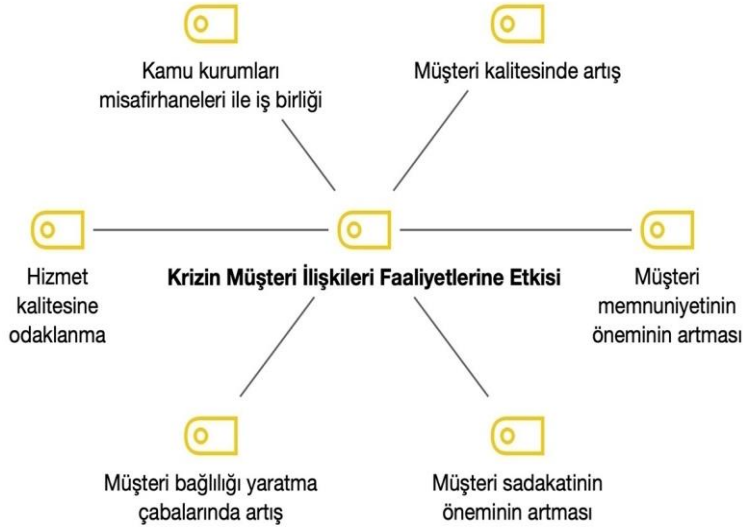 Kamu kurumları
misafirhaneleri ile iş birliği
Müşteri kalitesinde artış
Hizmet
kalitesine
odaklanma
Krizin Müşteri İlişkileri Faaliyetlerine Etkisi
Müşteri
memnuniyetinin
öneminin artması
Müşteri bağlılığı yaratma
çabalarında artış
Müşteri sadakatinin
öneminin artması